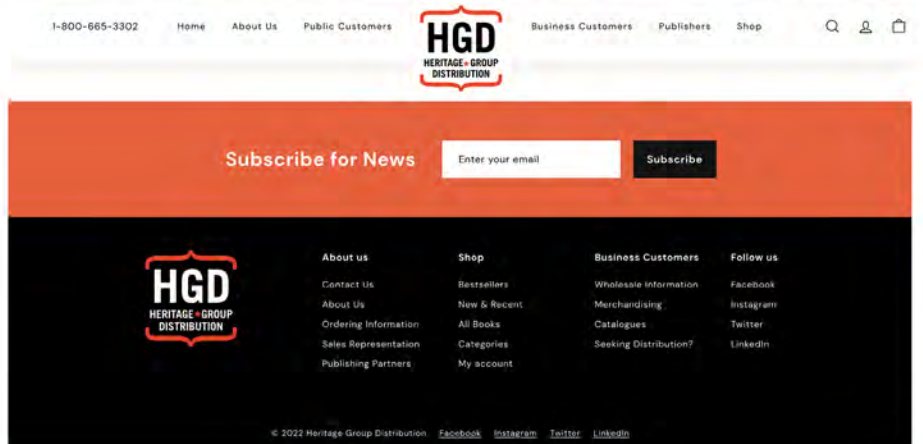 1-800-665-3302 Home About Us Public Customers Business Customers Publishers Shop
HGD
HERITAGE GROUP
DISTRIBUTION
Subscribe for News Enter your email Subscribe
HGD
HERITAGE GROUP
DISTRIBUTION
About us
Contact Us
About Us
Ordering Information
Sales Representation
Publishing Partners
Shop
Bestsellers
New & Recent
All Books
Categories
My account
Business Customers
Wholesale Information
Merchandising
Catalogues
Seeking Distribution?
Follow us
Facebook
Instagram
Twitter
LinkedIn
© 2022 Heritage Group Distribution Facebook Instagram Twitter LinkedIn